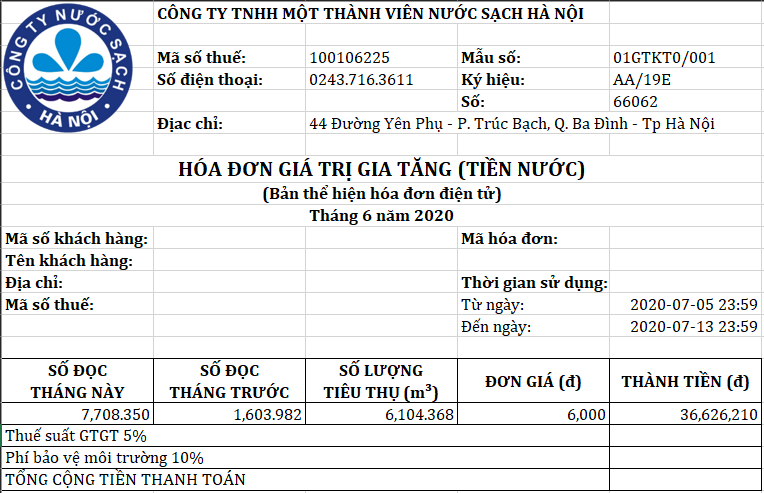 CÔNG TY NƯỚC SẠCH
HÀ NỘI
CÔNG TY TNHH MỘT THÀNH VIÊN NƯỚC SẠCH HÀ NỘI
Mã số thuế: 100106225 Mẫu số: 01GTKT0/001
Số điện thoại: 0243.716.3611 Ký hiệu: AA/19E
Số: 66062
Địac chỉ: 44 Đường Yên Phụ - P. Trúc Bạch, Q. Ba Đình - Tp Hà Nội
HÓA ĐƠN GIÁ TRỊ GIA TĂNG (TIỀN NƯỚC)
(Bản thể hiện hóa đơn điện tử)
Tháng 6 năm 2020
Mã số khách hàng: Mã hóa đơn:
Tên khách hàng:
Địa chỉ: Thời gian sử dụng:
Mã số thuế: Từ ngày: 2020-07-05 23:59
Đến ngày: 2020-07-13 23:59
SỐ ĐỌC THÁNG NÀY SỐ ĐỌC THÁNG TRƯỚC SỐ LƯỢNG TIÊU THỤ (m³) ĐƠN GIÁ (đ) THÀNH TIỀN (đ)
7,708.350 1,603.982 6,104.368 6,000 36,626,210
Thuế suất GTGT 5%
Phí bảo vệ môi trường 10%
TỔNG CỘNG TIỀN THANH TOÁN